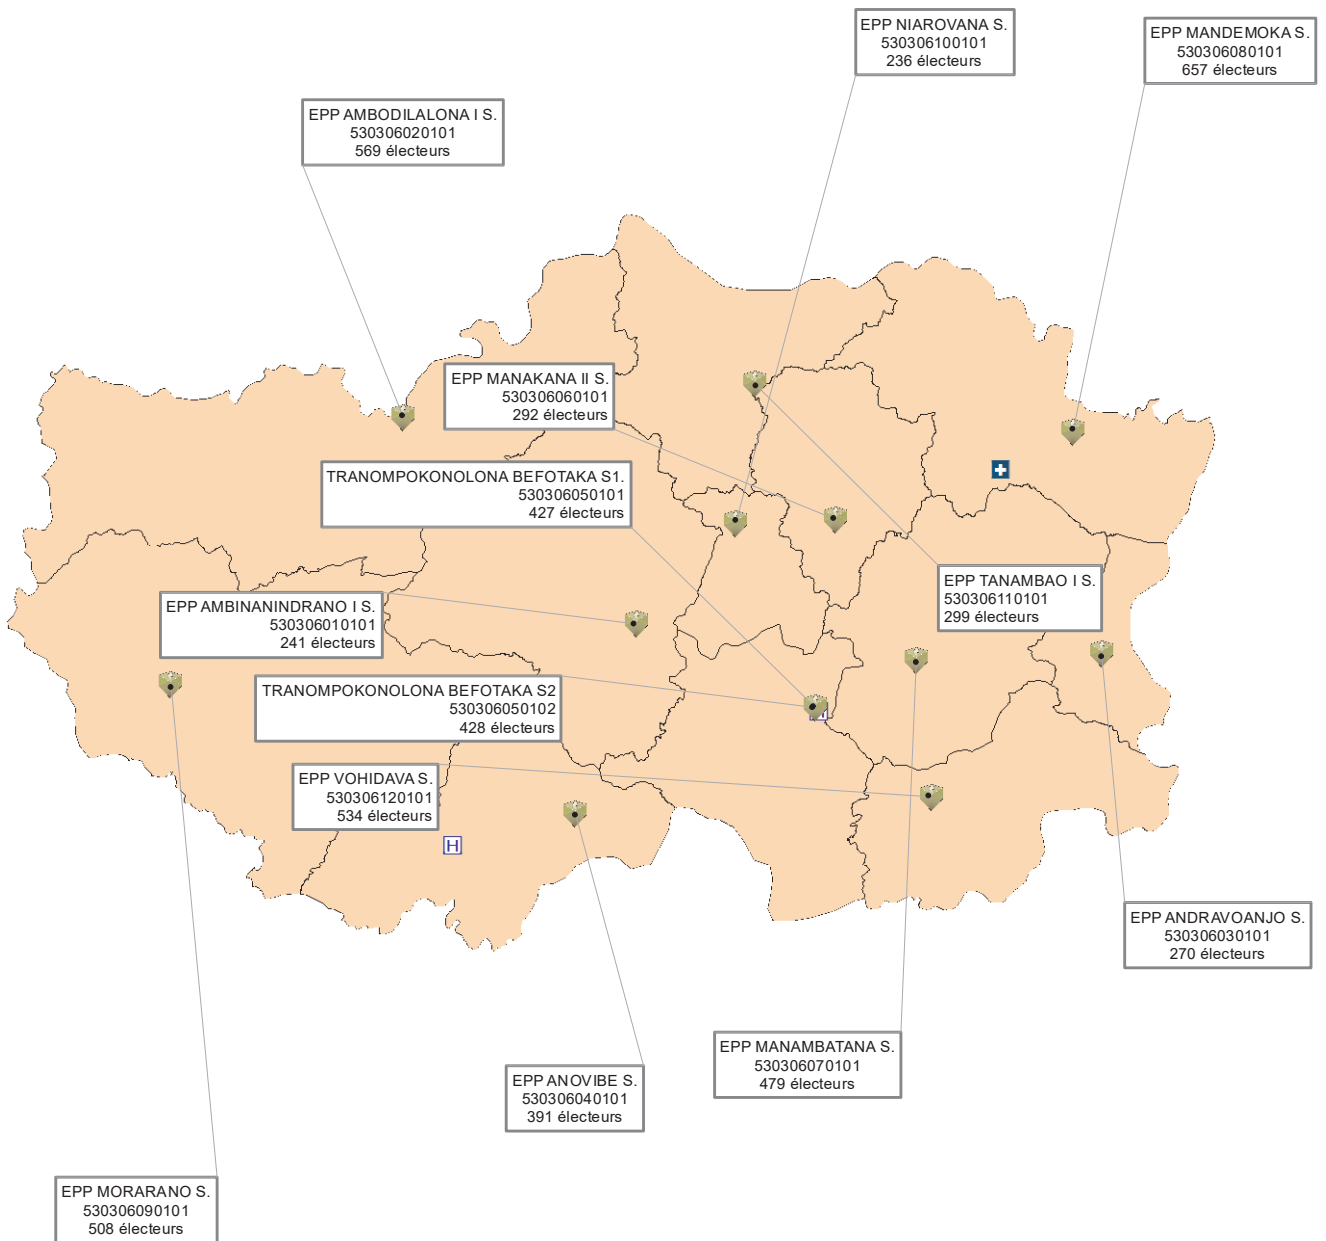 EPP NIAROVANA S.
530306100101
236 électeurs
EPP MANDEMOKA S.
530306080101
657 électeurs
EPP AMBODILALONA I S.
530306020101
569 électeurs
EPP MANAKANA II S.
530306060101
292 électeurs
TRANOMPOKONOLONA BEFOTAKA S1.
530306050101
427 électeurs
EPP TANAMBAO I S.
530306110101
299 électeurs
EPP AMBINANINDRANO I S.
530306010101
241 électeurs
TRANOMPOKONOLONA BEFOTAKA S2
530306050102
428 électeurs
EPP VOHIDAVA S.
530306120101
534 électeurs
H
EPP ANDRAVOANJO S.
530306030101
270 électeurs
EPP MANAMBATANA S.
530306070101
479 électeurs
EPP ANOVIBE S.
530306040101
391 électeurs
EPP MORARANO S.
530306090101
508 électeurs